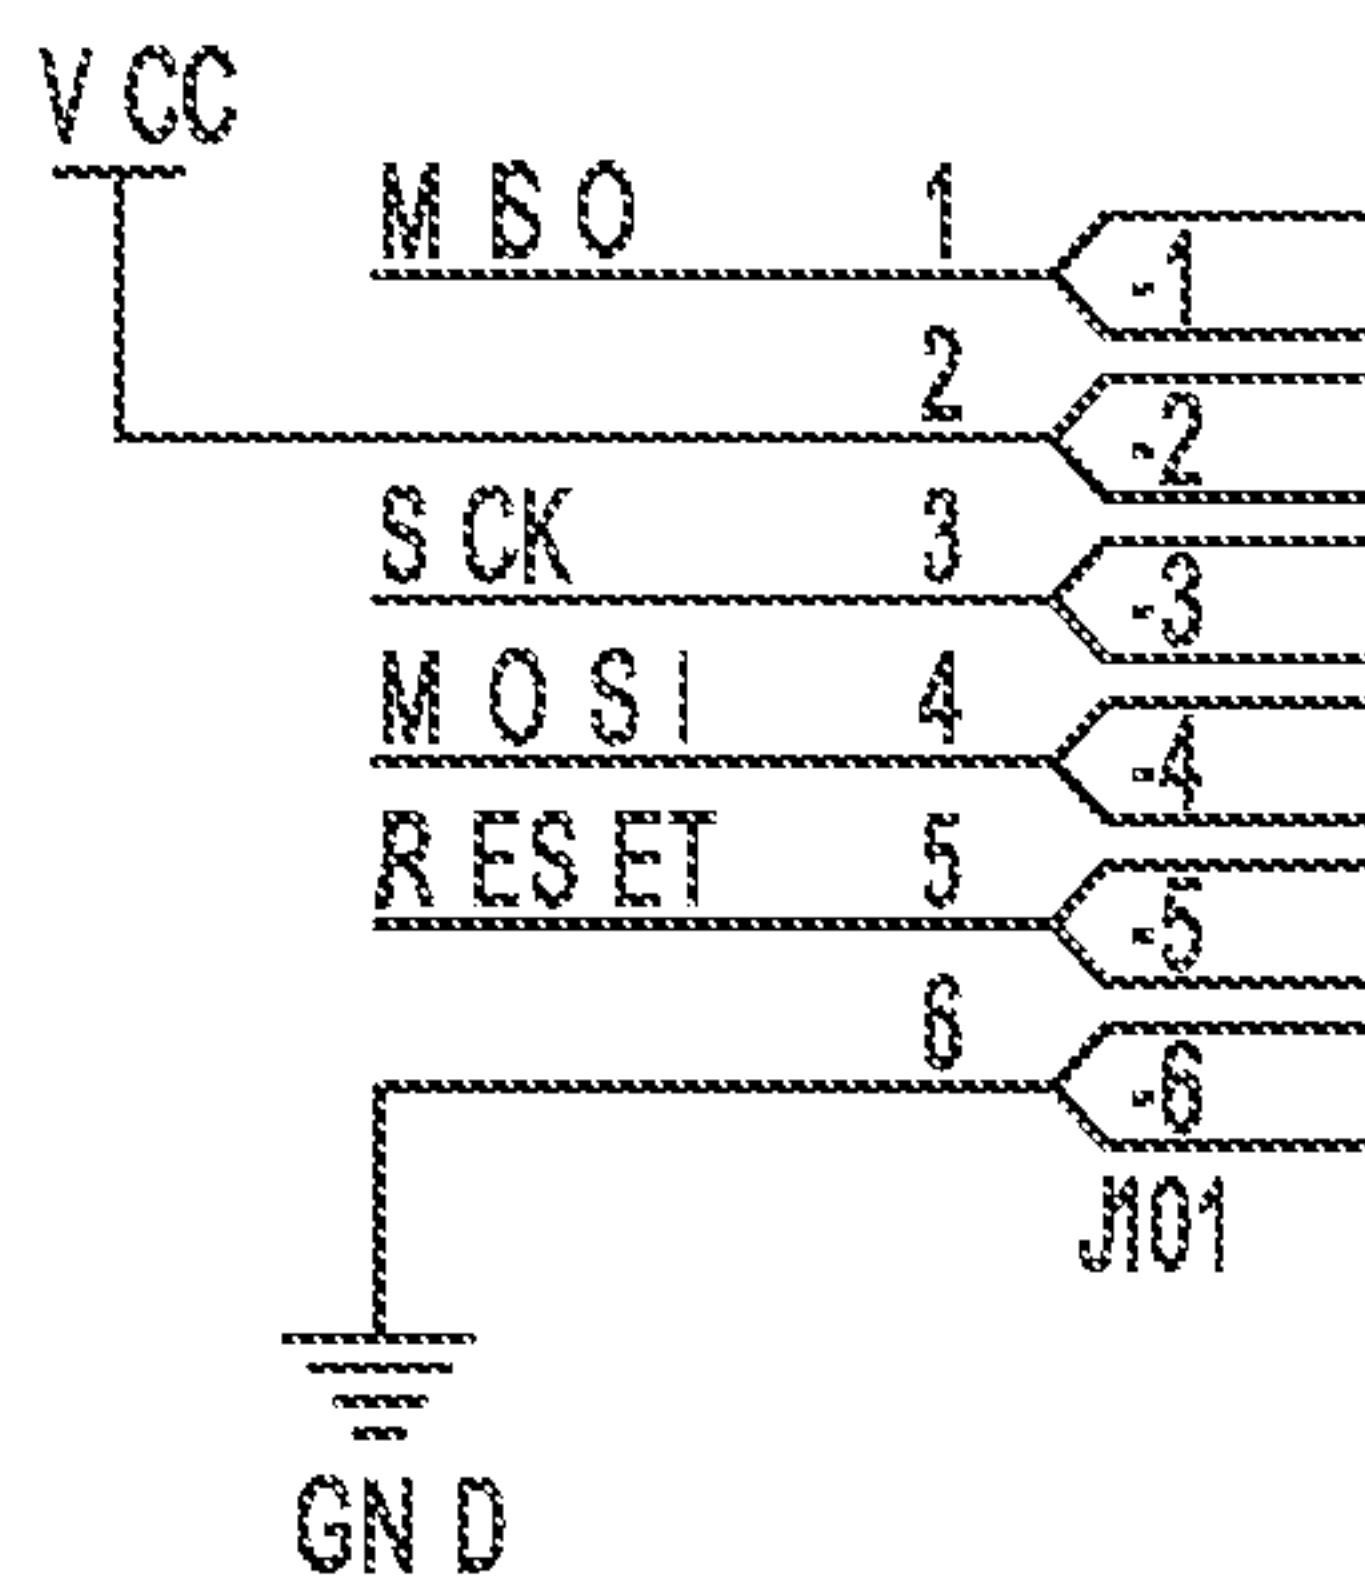 VCC
MISO 1
.1
2
.2
SCK 3
.3
MOSI 4
.4
RESET 5
.5
6
.6
J101
GND